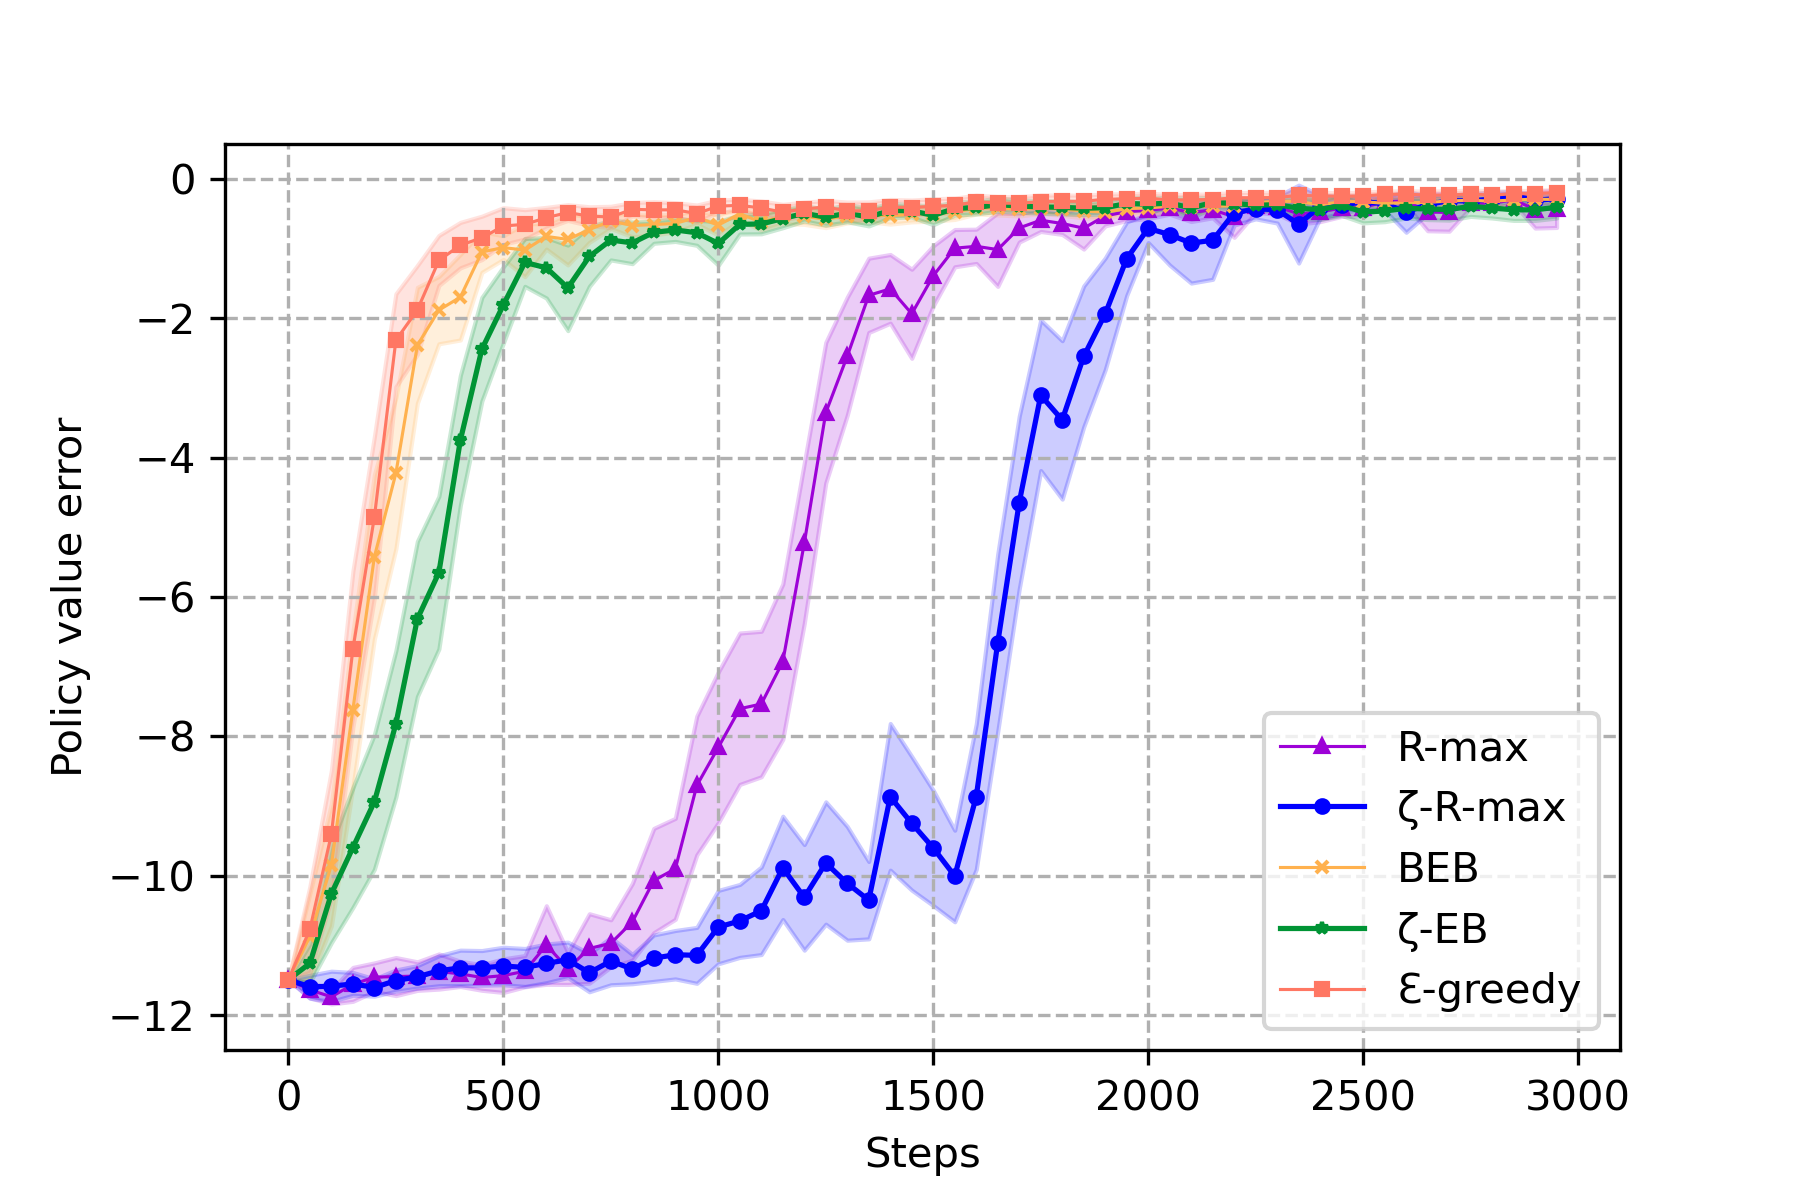 0
−2
−4
−6
−8
−10
−12
Policy value error
R-max
ζ-R-max
BEB
ζ-EB
Ɛ-greedy
0 500 1000 1500 2000 2500 3000
Steps